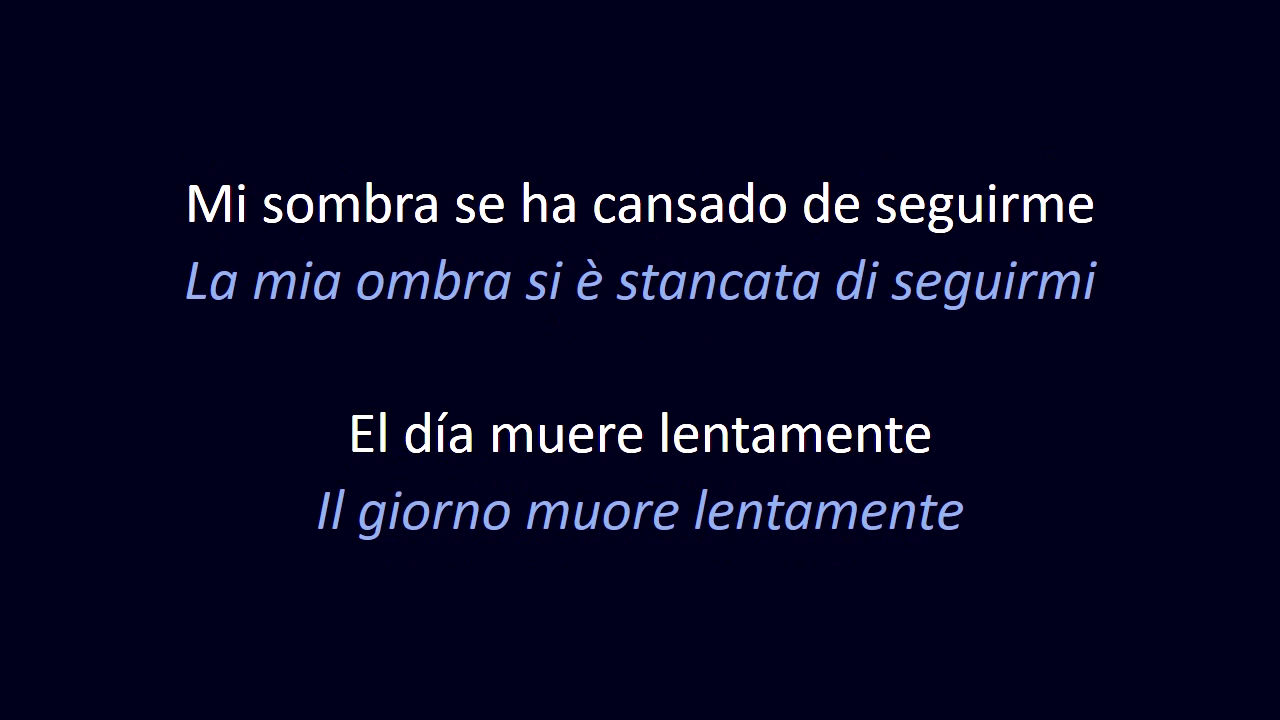 Mi sombra se ha cansado de seguirme
La mia ombra si è stancata di seguirmi
El día muere lentamente
Il giorno muore lentamente